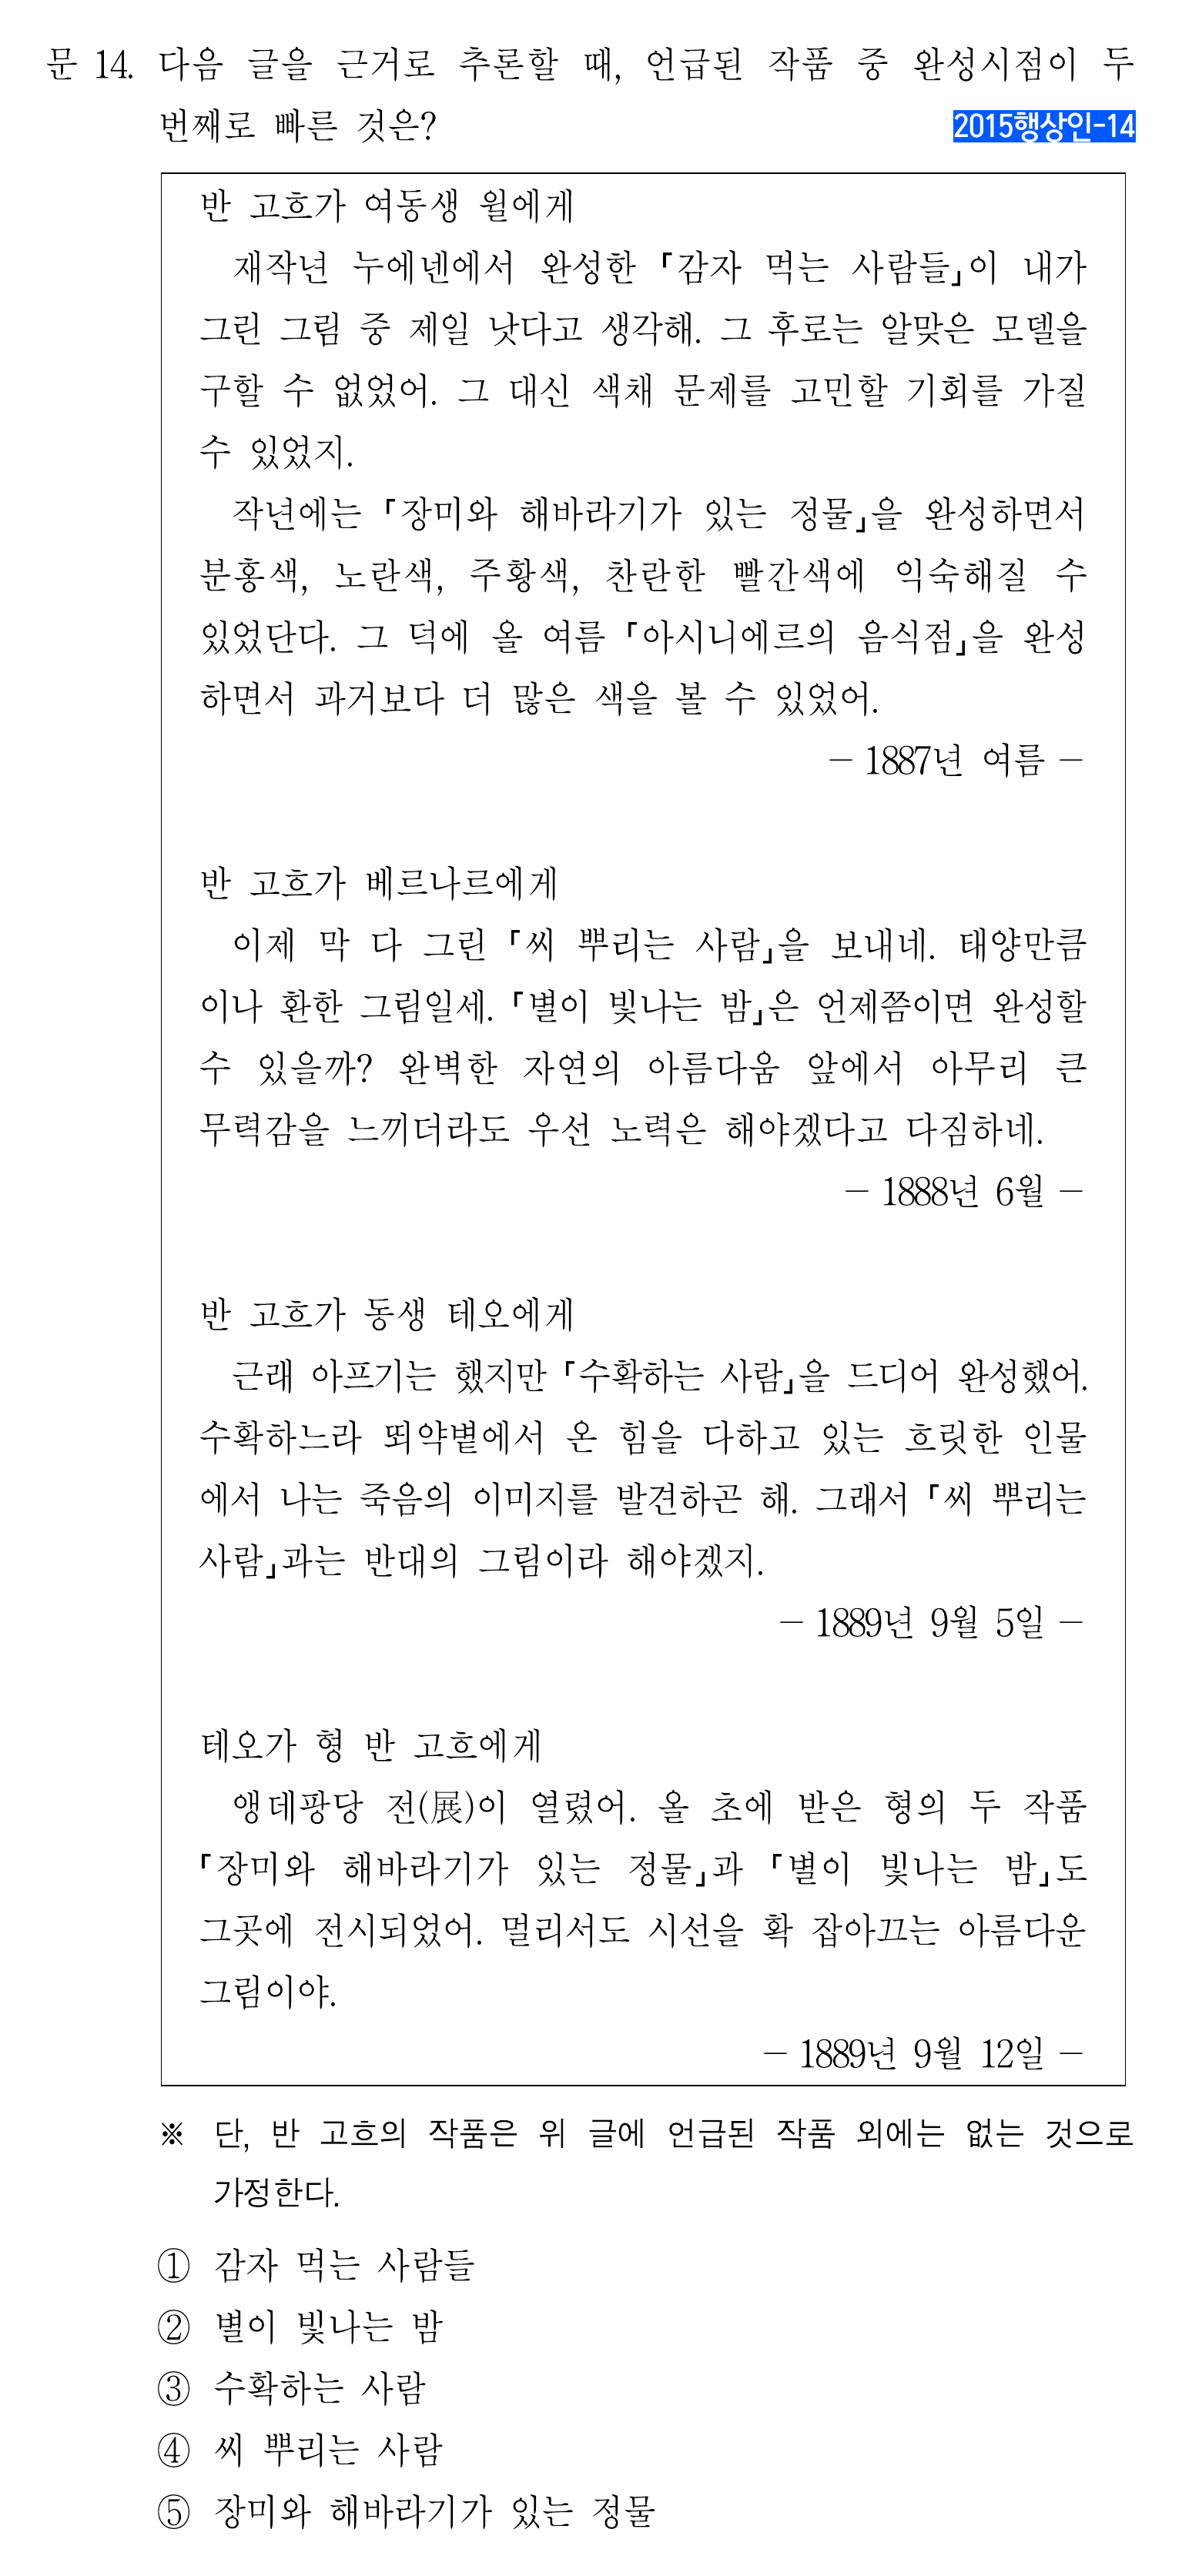 문 14. 다음 글을 근거로 추론할 때, 언급된 작품 중 완성시점이 두
번째로 빠른 것은?
2015행상인-14
반 고흐가 여동생 윌에게
재작년 누에넨에서 완성한 「감자 먹는 사람들」이 내가
그린 그림 중 제일 낫다고 생각해. 그 후로는 알맞은 모델을
구할 수 없었어. 그 대신 색채 문제를 고민할 기회를 가질
수 있었지.
작년에는 「장미와 해바라기가 있는 정물」을 완성하면서
분홍색, 노란색, 주황색, 찬란한 빨간색에 익숙해질 수
있었단다. 그 덕에 올 여름 「아시니에르의 음식점」을 완성
하면서 과거보다 더 많은 색을 볼 수 있었어.
- 1887년 여름 -
반 고흐가 베르나르에게
이제 막 다 그린 「씨 뿌리는 사람」을 보내네. 태양만큼
이나 환한 그림일세. 「별이 빛나는 밤」은 언제쯤이면 완성할
수 있을까? 완벽한 자연의 아름다움 앞에서 아무리 큰
무력감을 느끼더라도 우선 노력은 해야겠다고 다짐하네.
- 1888년 6월 -
반 고흐가 동생 테오에게
근래 아프기는 했지만 「수확하는 사람」을 드디어 완성했어.
수확하느라 뙤약볕에서 온 힘을 다하고 있는 흐릿한 인물
에서 나는 죽음의 이미지를 발견하곤 해. 그래서 「씨 뿌리는
사람」과는 반대의 그림이라 해야겠지.
- 1889년 9월 5일 -
테오가 형 반 고흐에게
앵데팡당 전(展)이 열렸어. 올 초에 받은 형의 두 작품
「장미와 해바라기가 있는 정물」과 「별이 빛나는 밤」도
그곳에 전시되었어. 멀리서도 시선을 확 잡아끄는 아름다운
그림이야.
- 1889년 9월 12일 -
※ 단, 반 고흐의 작품은 위 글에 언급된 작품 외에는 없는 것으로
가정한다.
① 감자 먹는 사람들
② 별이 빛나는 밤
③ 수확하는 사람
④ 씨 뿌리는 사람
⑤ 장미와 해바라기가 있는 정물